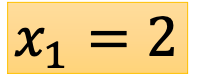 x₁ = 2